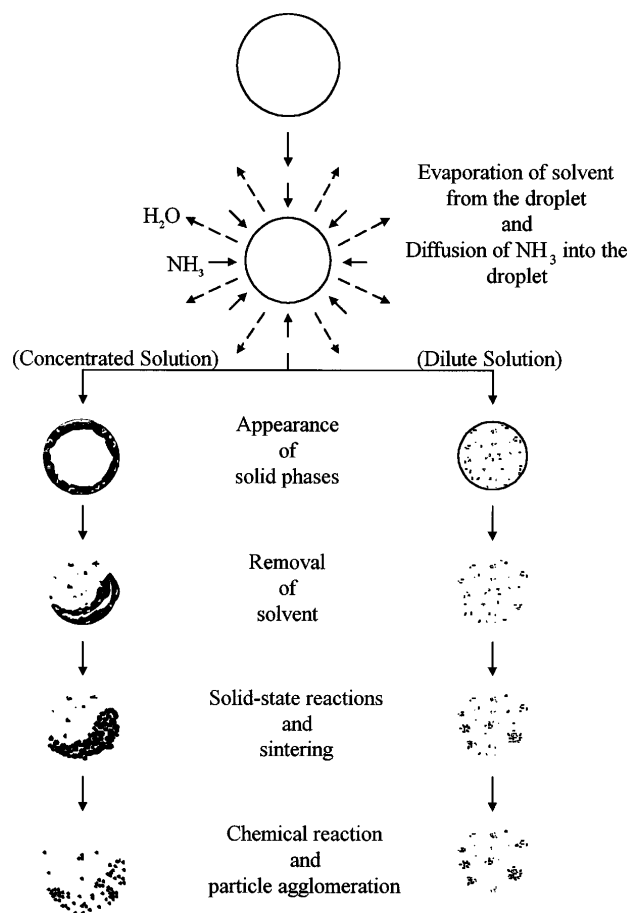 Evaporation of solvent
from the droplet
and
Diffusion of NH₃ into the
droplet
H₂O
NH₃
(Concentrated Solution)
(Dilute Solution)
Appearance
of
solid phases
Removal
of
solvent
Solid-state reactions
and
sintering
Chemical reaction
and
particle agglomeration